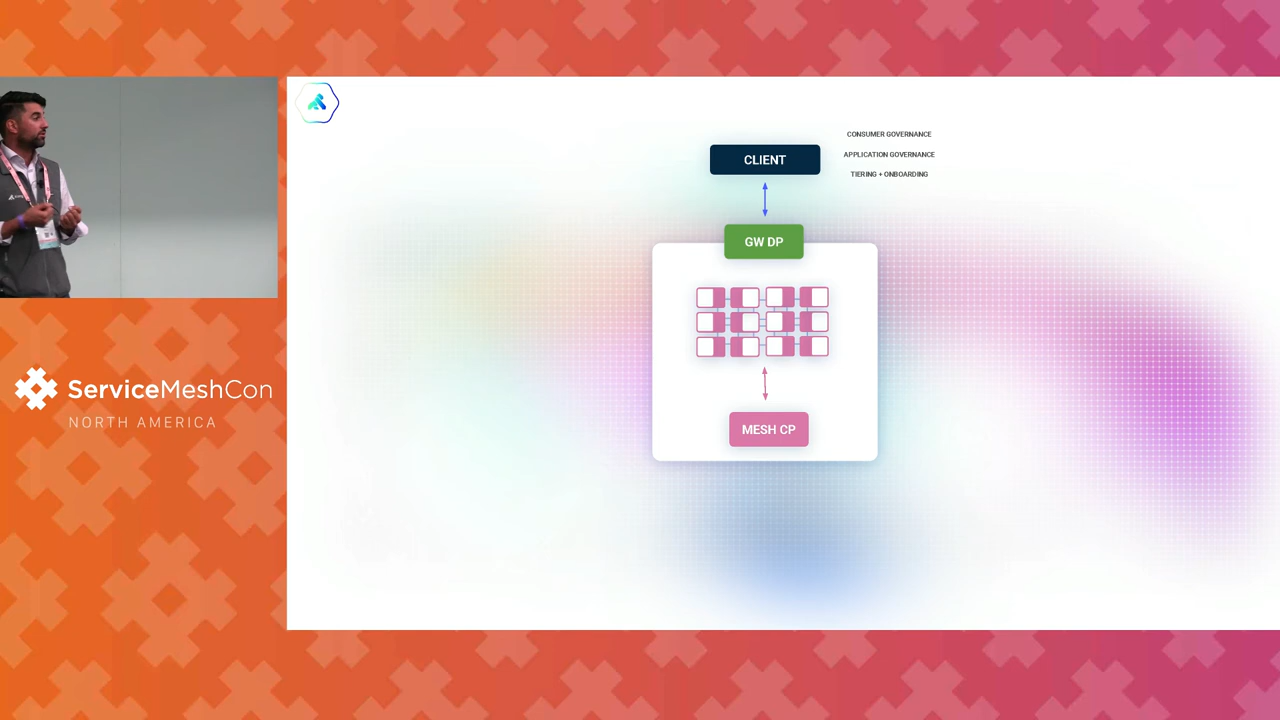 CONSUMER GOVERNANCE
CLIENT
APPLICATION GOVERNANCE
TIERING + ONBOARDING
GW DP
MESH CP
ServiceMeshCon
NORTH AMERICA